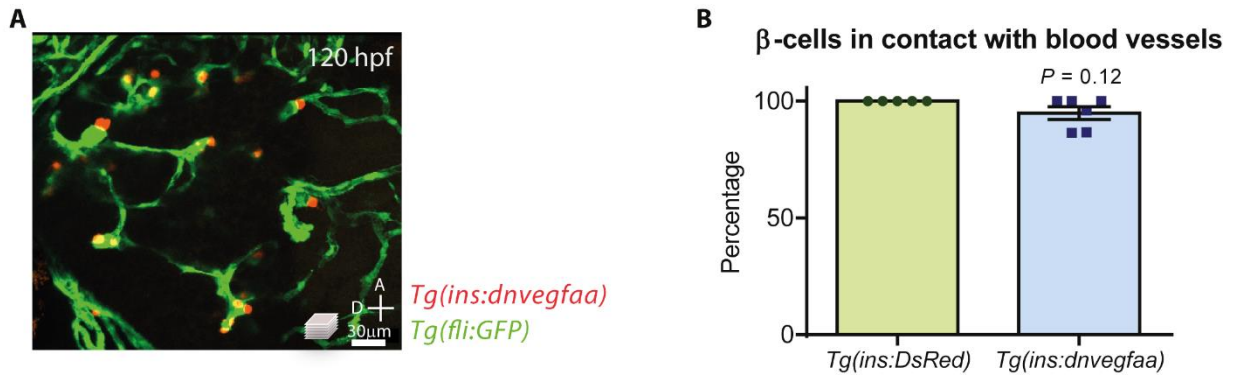 A
120 hpf
A
D
30μm
Tg(ins:dnvegfaa)
Tg(fli:GFP)
B
β-cells in contact with blood vessels
P = 0.12
100
50
0
Percentage
Tg(ins:DsRed)
Tg(ins:dnvegfaa)